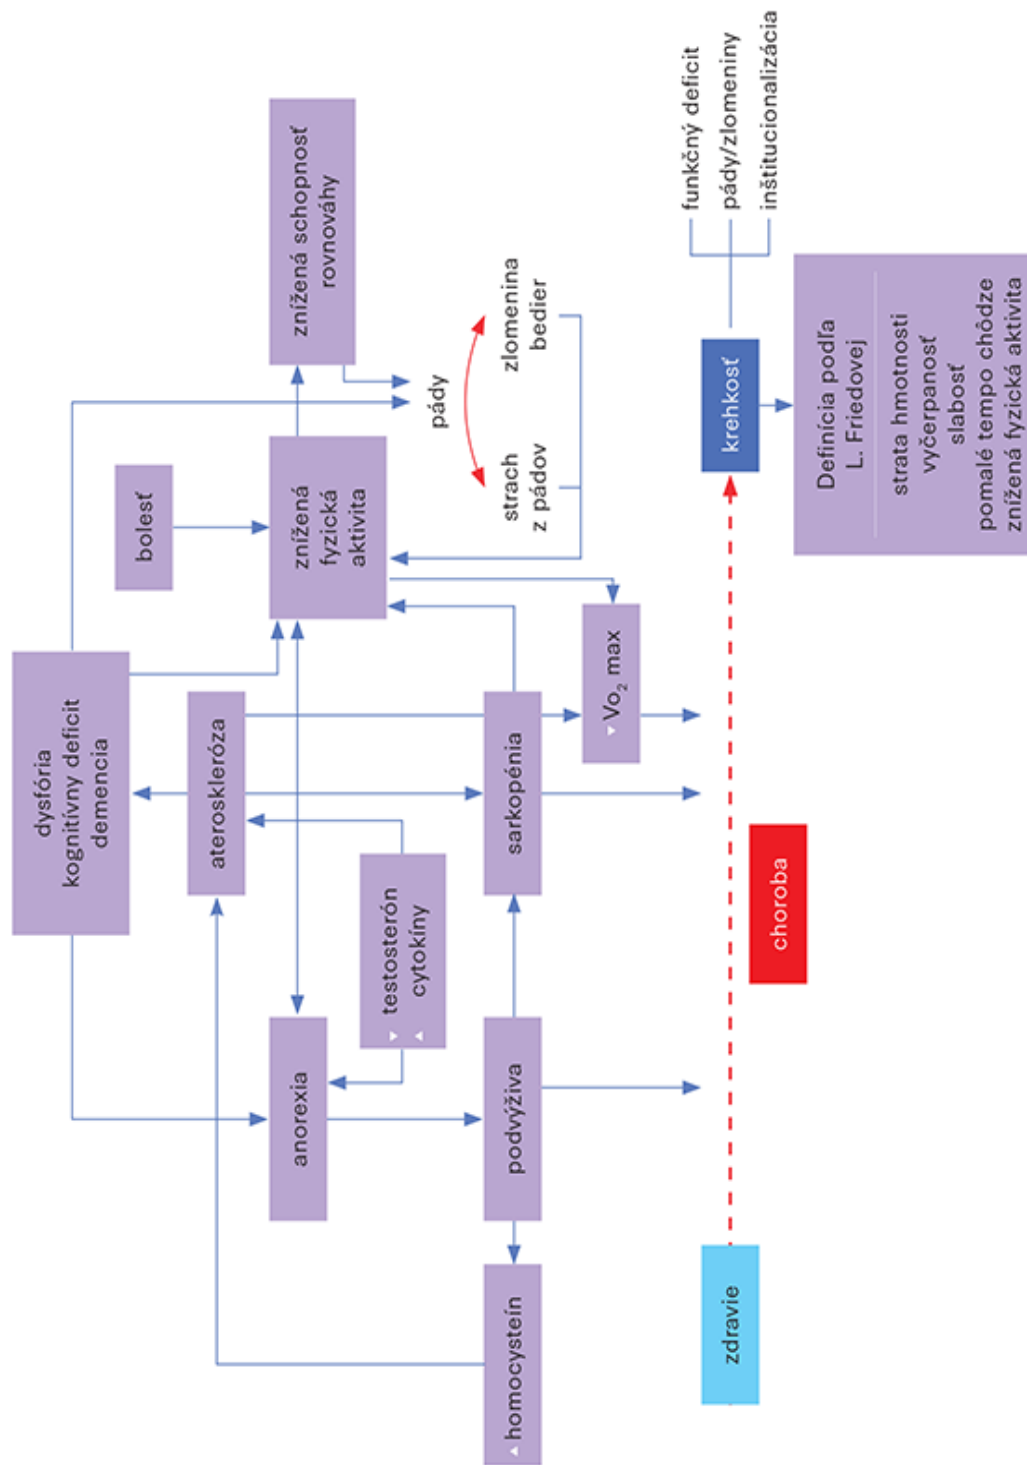 dysfória
kognitívny deficit
demencia
bolesť
ateroskleróza
anorexia
znížená
fyzická
aktivita
znížená schopnosť
rovnováhy
▼ testosterón
▲ cytokíny
pády
strach
z pádov
zlomenina
bedier
▲ homocysteín
podvýživa
sarkopénia
▼ Vo₂ max
zdravie
choroba
krehkosť
funkčný deficit
pády/zlomeniny
inštitucionalizácia
Definícia podľa
L. Friedovej
strata hmotnosti
vyčerpanosť
slabosť
pomalé tempo chôdze
znížená fyzická aktivita